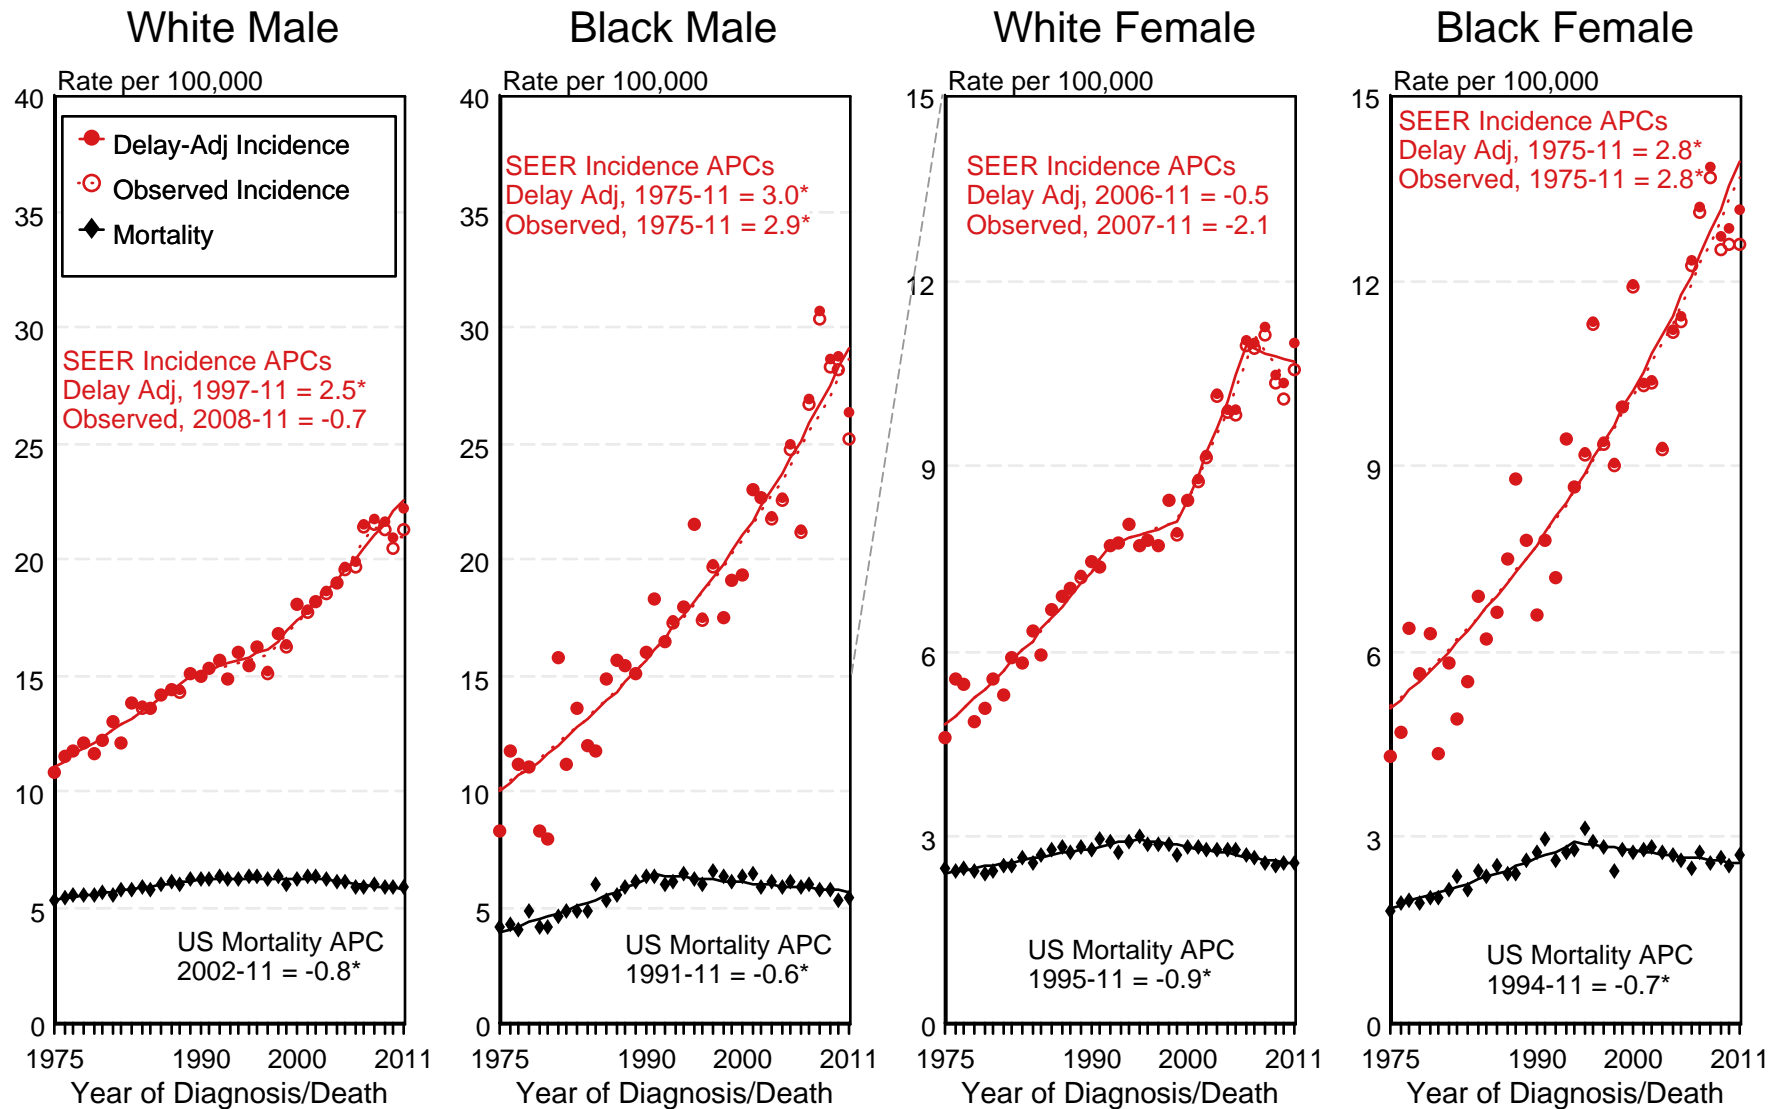 White Male
Rate per 100,000
40
35
30
25
20
15
10
5
0
Delay-Adj Incidence
Observed Incidence
Mortality
SEER Incidence APCs
Delay Adj, 1997-11 = 2.5*
Observed, 2008-11 = -0.7
US Mortality APC
2002-11 = -0.8*
1975
1990
2000
2011
Year of Diagnosis/Death
Black Male
Rate per 100,000
40
35
30
25
20
15
10
5
0
SEER Incidence APCs
Delay Adj, 1975-11 = 3.0*
Observed, 1975-11 = 2.9*
US Mortality APC
1991-11 = -0.6*
1975
1990
2000
2011
Year of Diagnosis/Death
White Female
Rate per 100,000
15
12
9
6
3
0
SEER Incidence APCs
Delay Adj, 2006-11 = -0.5
Observed, 2007-11 = -2.1
US Mortality APC
1995-11 = -0.9*
1975
1990
2000
2011
Year of Diagnosis/Death
Black Female
Rate per 100,000
15
12
9
6
3
0
SEER Incidence APCs
Delay Adj, 1975-11 = 2.8*
Observed, 1975-11 = 2.8*
US Mortality APC
1994-11 = -0.7*
1975
1990
2000
2011
Year of Diagnosis/Death